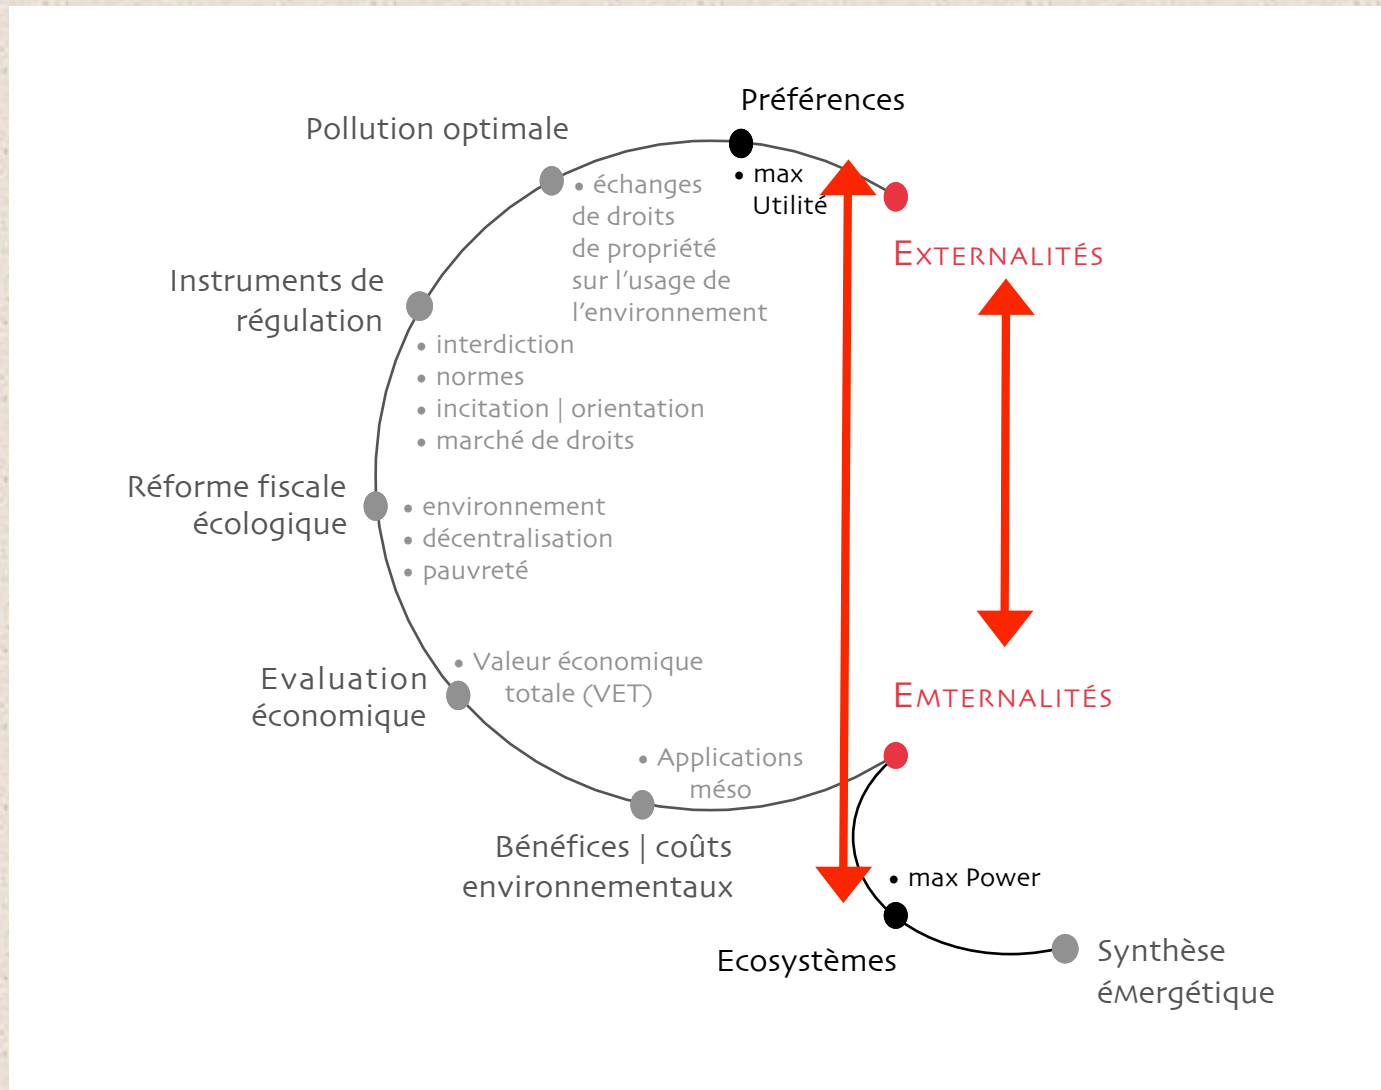 Préférences
• max
Utilité
Pollution optimale
• échanges
de droits
de propriété
sur l'usage de
l'environnement
EXTERNALITÉS
Instruments de
régulation
• interdiction
• normes
• incitation | orientation
• marché de droits
Réforme fiscale
écologique
• environnement
• décentralisation
• pauvreté
Evaluation
économique
• Valeur économique
totale (VET)
EMTERNALITÉS
• Applications
méso
Bénéfices | coûts
environnementaux
• max Power
Ecosystèmes
Synthèse
éMergétique